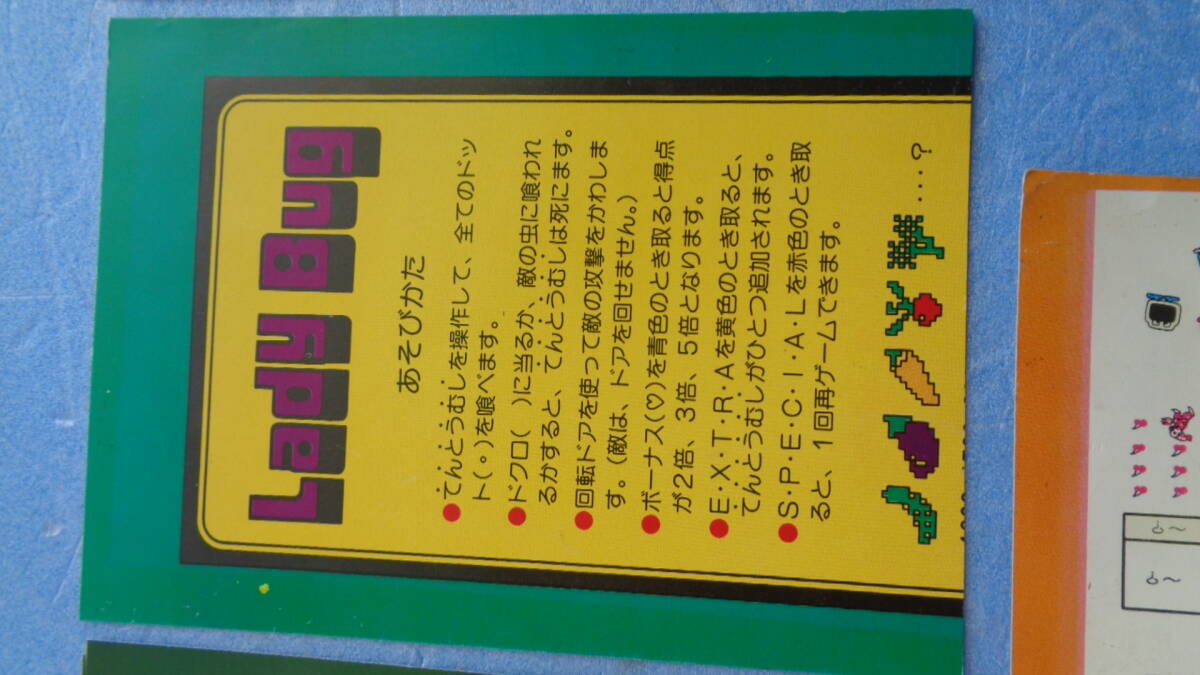 Lady Bug
あそびかた
●てんとうむしを操作して、全てのドッ
ト(・)を喰べます。
●ドクロ( )に当るか、敵の虫に喰われ
るかすると、てんとうむしは死にます。
●回転ドアを使って敵の攻撃をかわしま
す。(敵は、ドアを回せません。)
●ボーナス(♡)を青色のとき取ると得点
が2倍、3倍、5倍となります。
●E・X・T・R・Aを黄色のとき取ると、
てんとうむしがひとつ追加されます。
●S・P・E・C・I・A・Lを赤色のとき取
ると、1回再ゲームできます。
····?